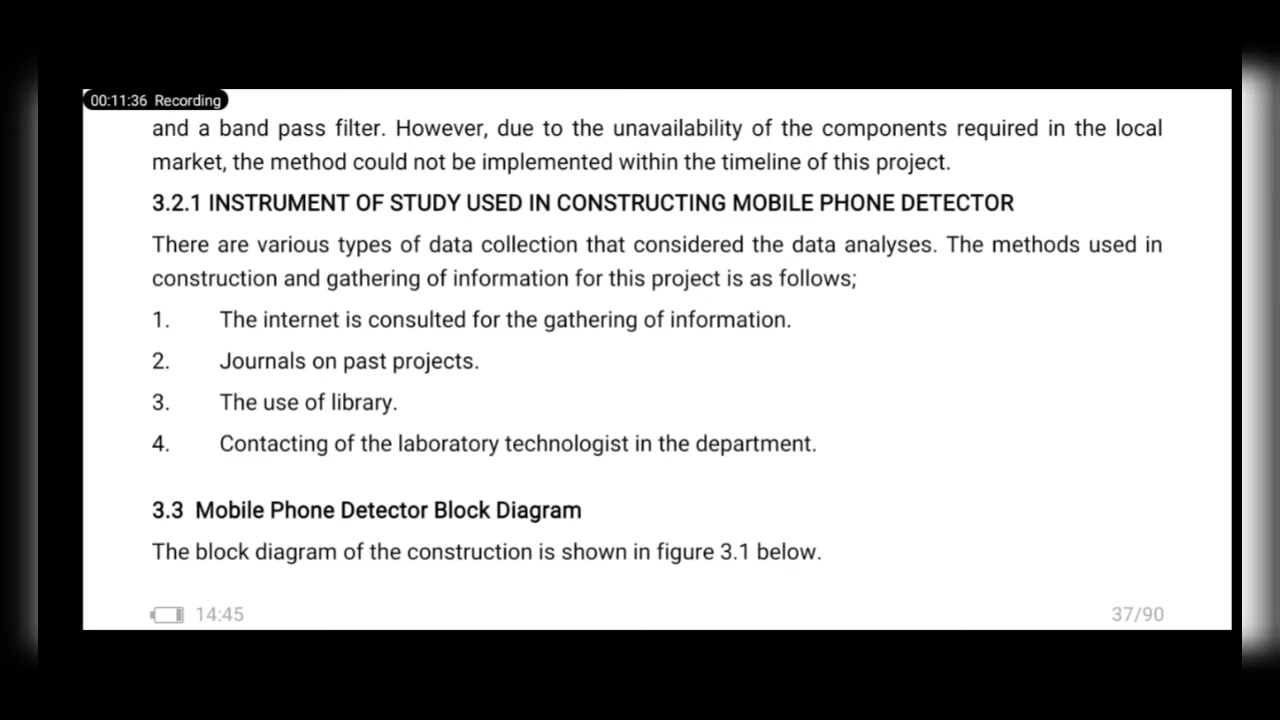 00:11:36 Recording
and a band pass filter. However, due to the unavailability of the components required in the local
market, the method could not be implemented within the timeline of this project.
3.2.1 INSTRUMENT OF STUDY USED IN CONSTRUCTING MOBILE PHONE DETECTOR
There are various types of data collection that considered the data analyses. The methods used in
construction and gathering of information for this project is as follows;
1. The internet is consulted for the gathering of information.
2. Journals on past projects.
3. The use of library.
4. Contacting of the laboratory technologist in the department.
3.3 Mobile Phone Detector Block Diagram
The block diagram of the construction is shown in figure 3.1 below.
14:45 37/90